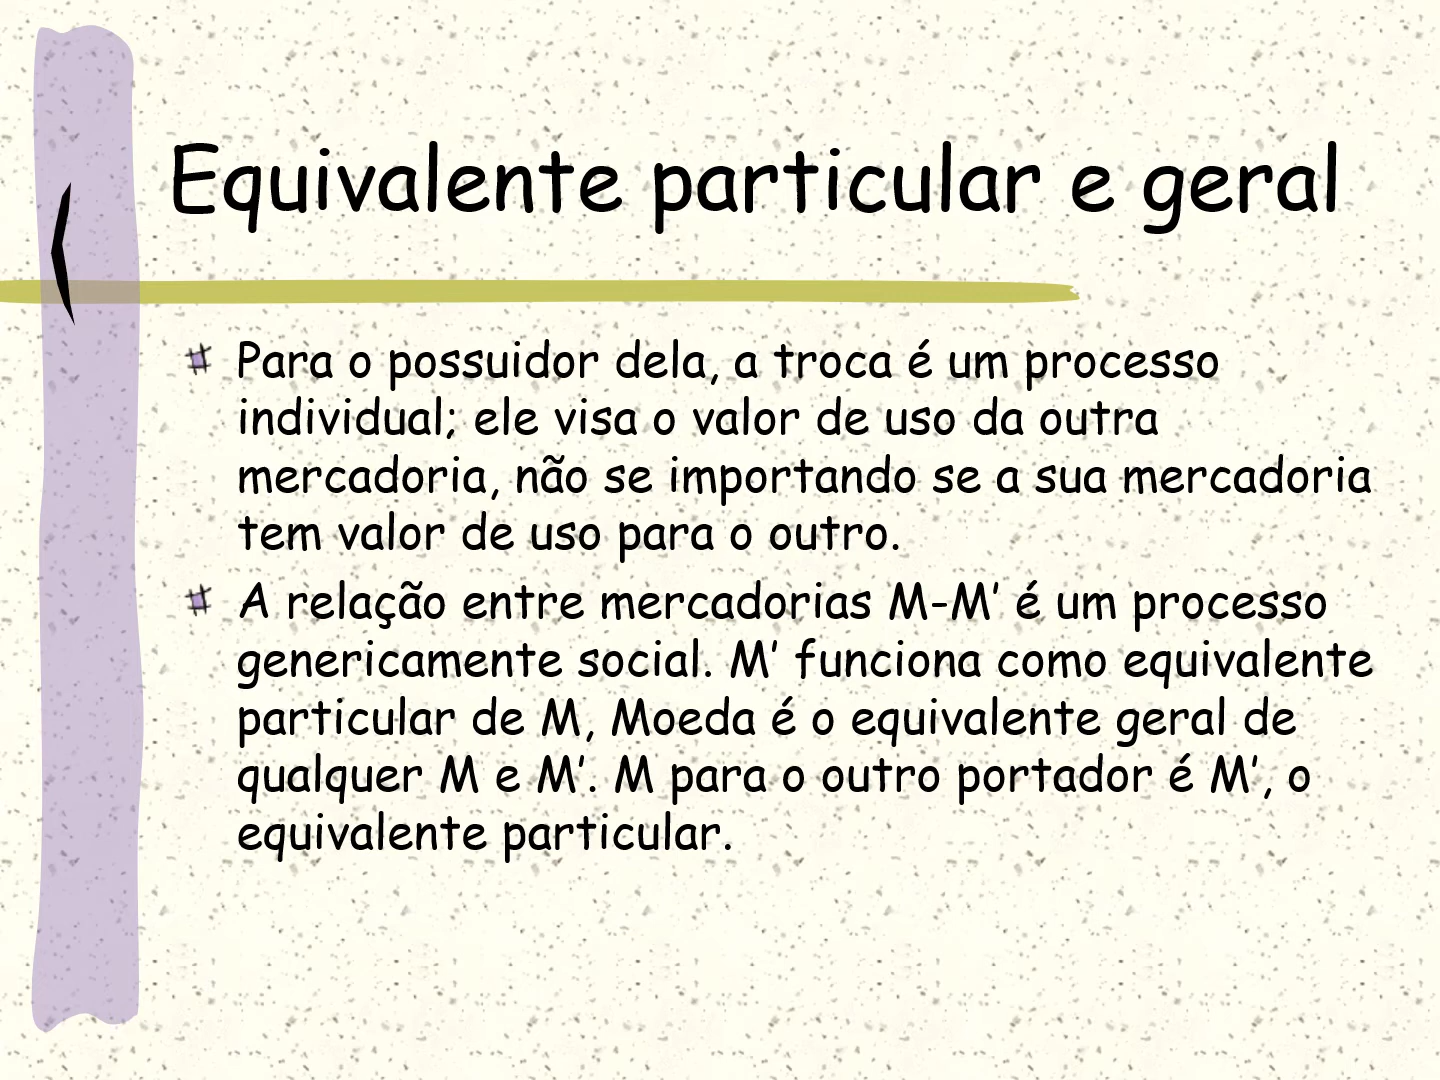 Equivalente particular e geral
Para o possuidor dela, a troca é um processo
individual; ele visa o valor de uso da outra
mercadoria, não se importando se a sua mercadoria
tem valor de uso para o outro.
A relação entre mercadorias M-M’ é um processo
genericamente social. M’ funciona como equivalente
particular de M, Moeda é o equivalente geral de
qualquer M e M’. M para o outro portador é M’, o
equivalente particular.